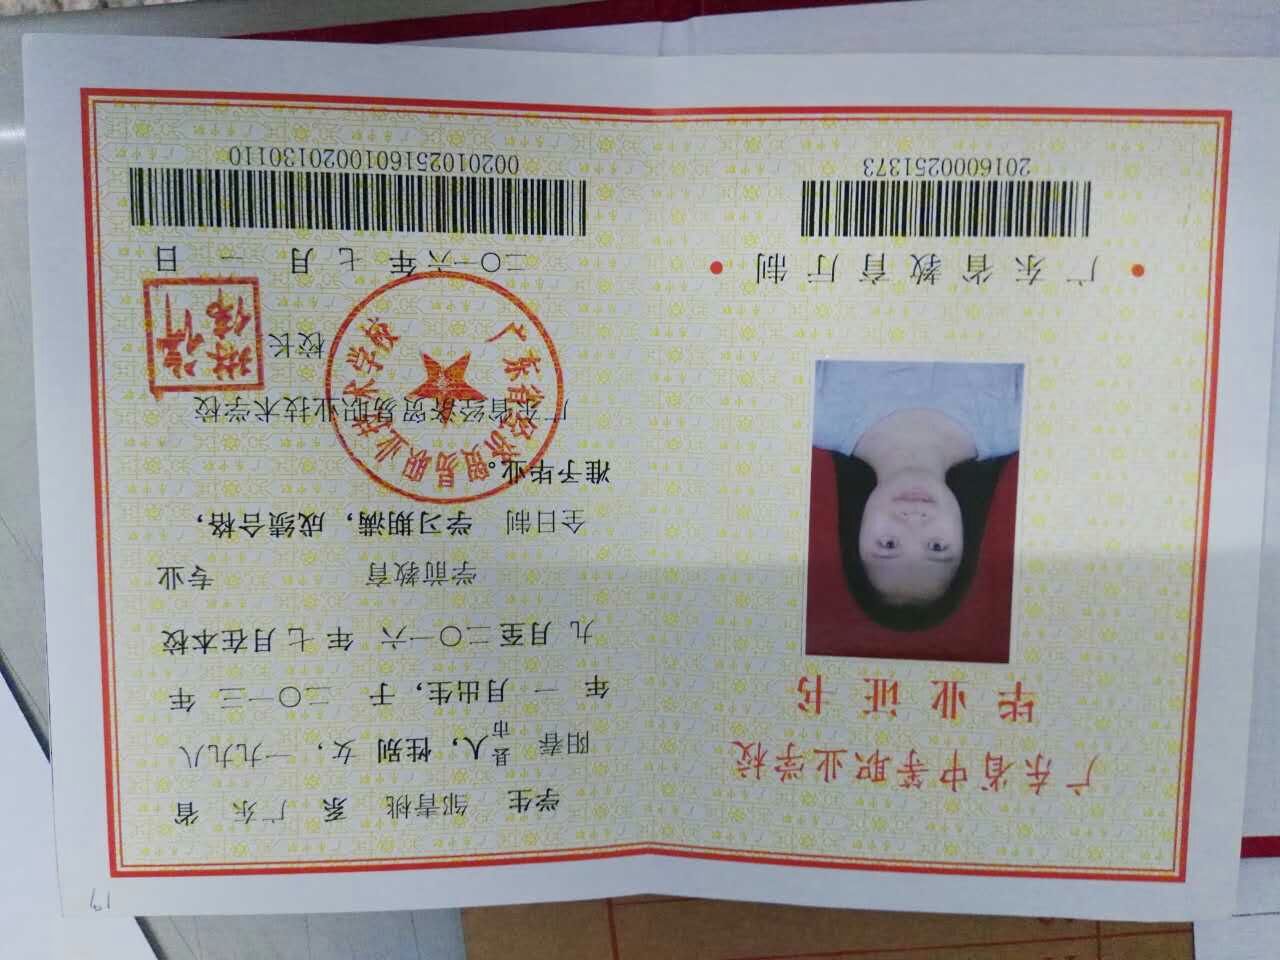 广东省中等职业学校
毕业证书
广东省教育厅制
2016000251373
学生 邹青桃 系 广东 省
阳春 县市人，性别 女，一九九八
年 一 月出生，于 二〇一三 年
九 月至二〇一六 年 七 月在本校
学前教育 专业
全日制 学习期满，成绩合格，
准予毕业。
广东省经济贸易职业技术学校
校长
二〇一六年 七 月 一 日
002010251601002013​0110
广东省经济贸易职业技术学校
19